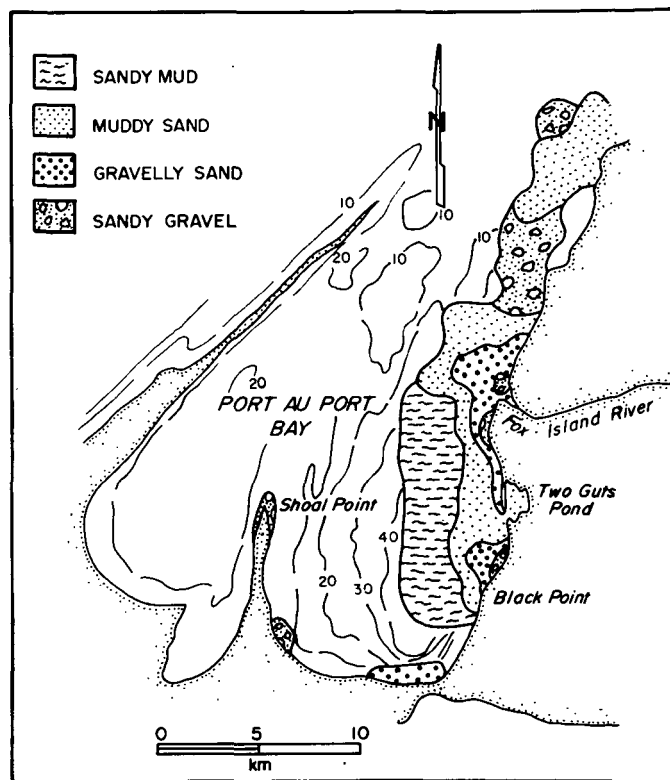 SANDY MUD
MUDDY SAND
GRAVELLY SAND
SANDY GRAVEL
N
10
10
20
10
10
20
PORT AU PORT
BAY
Fox Island River
Shoal Point
Two Guts
Pond
40
20
30
Black Point
0 5 10
km